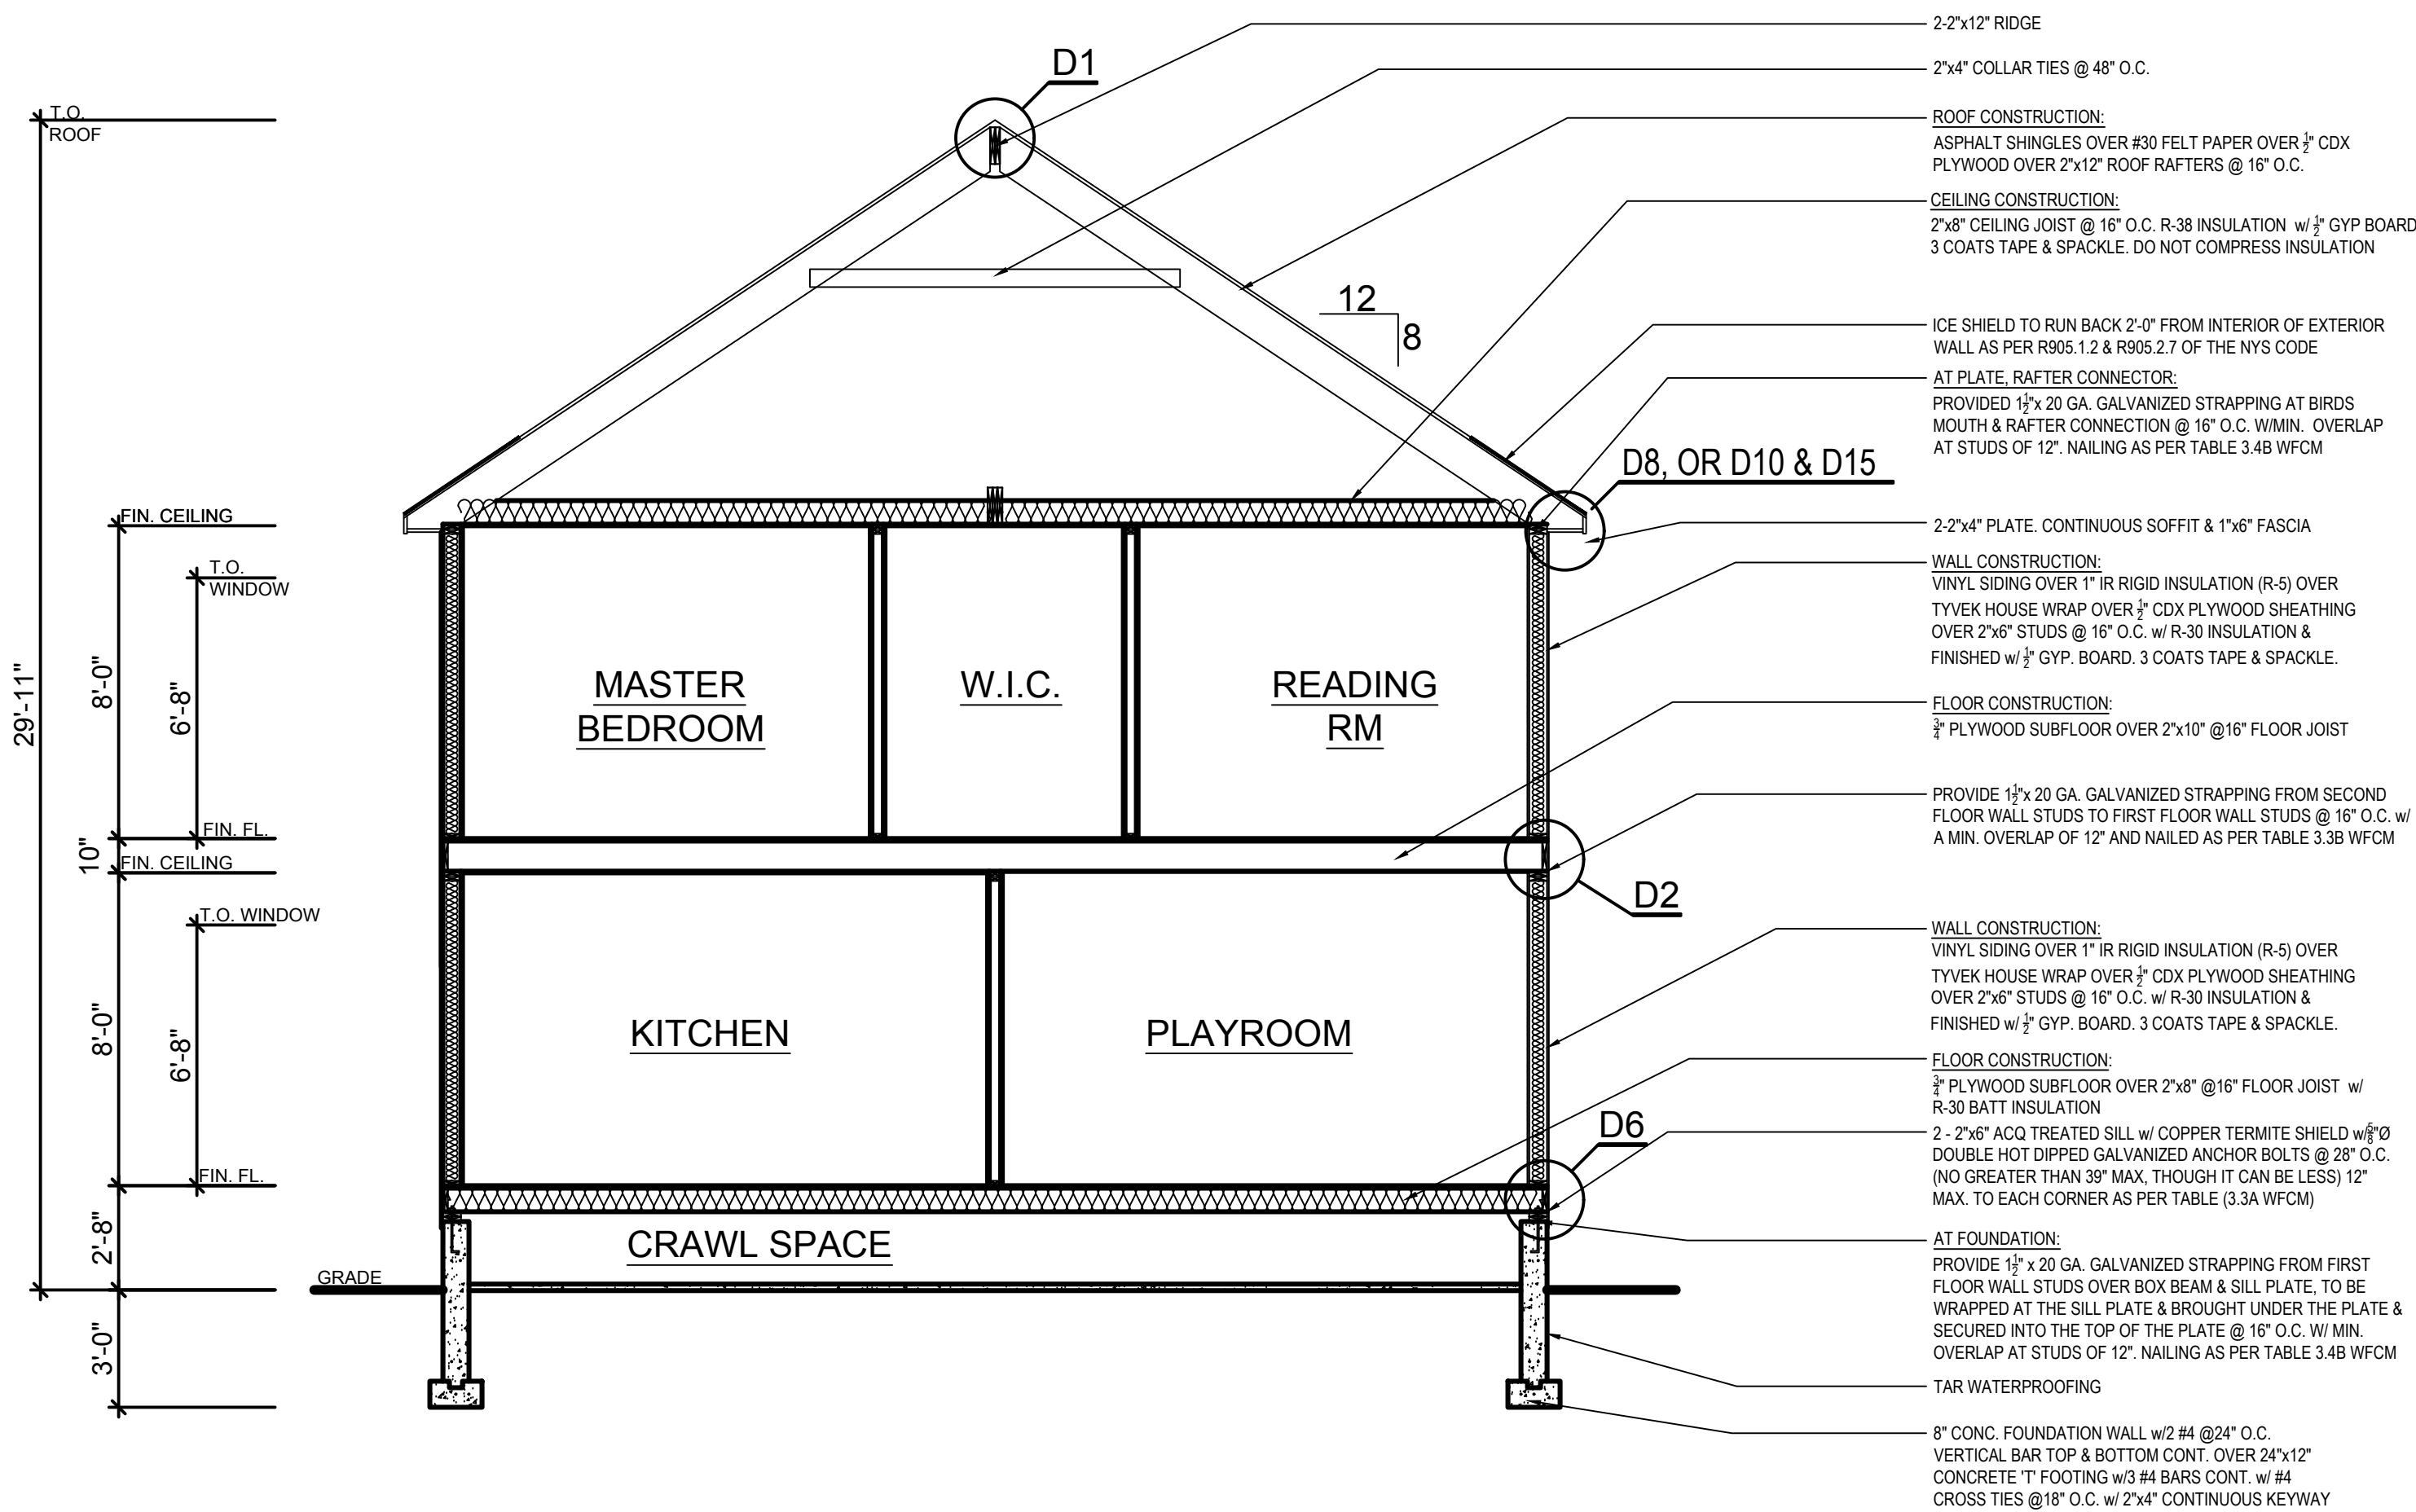 2-2"x12" RIDGE
D1
2"x4" COLLAR TIES @ 48" O.C.
T.O.
ROOF
ROOF CONSTRUCTION:
ASPHALT SHINGLES OVER #30 FELT PAPER OVER ½" CDX
PLYWOOD OVER 2"x12" ROOF RAFTERS @ 16" O.C.
CEILING CONSTRUCTION:
2"x8" CEILING JOIST @ 16" O.C. R-38 INSULATION w/ ½" GYP BOARD
3 COATS TAPE & SPACKLE. DO NOT COMPRESS INSULATION
12
8
ICE SHIELD TO RUN BACK 2'-0" FROM INTERIOR OF EXTERIOR
WALL AS PER R905.1.2 & R905.2.7 OF THE NYS CODE
AT PLATE, RAFTER CONNECTOR:
PROVIDED 1½"x 20 GA. GALVANIZED STRAPPING AT BIRDS
MOUTH & RAFTER CONNECTION @ 16" O.C. W/MIN. OVERLAP
AT STUDS OF 12". NAILING AS PER TABLE 3.4B WFCM
D8, OR D10 & D15
FIN. CEILING
2-2"x4" PLATE. CONTINUOUS SOFFIT & 1"x6" FASCIA
T.O.
WINDOW
WALL CONSTRUCTION:
VINYL SIDING OVER 1" IR RIGID INSULATION (R-5) OVER
TYVEK HOUSE WRAP OVER ½" CDX PLYWOOD SHEATHING
OVER 2"x6" STUDS @ 16" O.C. w/ R-30 INSULATION &
FINISHED w/ ½" GYP. BOARD. 3 COATS TAPE & SPACKLE.
29'-11"
8'-0"
6'-8"
MASTER
BEDROOM
W.I.C.
READING
RM
FLOOR CONSTRUCTION:
¾" PLYWOOD SUBFLOOR OVER 2"x10" @16" FLOOR JOIST
PROVIDE 1½"x 20 GA. GALVANIZED STRAPPING FROM SECOND
FLOOR WALL STUDS TO FIRST FLOOR WALL STUDS @ 16" O.C. w/
A MIN. OVERLAP OF 12" AND NAILED AS PER TABLE 3.3B WFCM
FIN. FL.
10"
FIN. CEILING
D2
T.O. WINDOW
WALL CONSTRUCTION:
VINYL SIDING OVER 1" IR RIGID INSULATION (R-5) OVER
TYVEK HOUSE WRAP OVER ½" CDX PLYWOOD SHEATHING
OVER 2"x6" STUDS @ 16" O.C. w/ R-30 INSULATION &
FINISHED w/ ½" GYP. BOARD. 3 COATS TAPE & SPACKLE.
8'-0"
6'-8"
KITCHEN
PLAYROOM
FLOOR CONSTRUCTION:
¾" PLYWOOD SUBFLOOR OVER 2"x8" @16" FLOOR JOIST w/
R-30 BATT INSULATION
D6
2 - 2"x6" ACQ TREATED SILL w/ COPPER TERMITE SHIELD w/⅝"Ø
DOUBLE HOT DIPPED GALVANIZED ANCHOR BOLTS @ 28" O.C.
(NO GREATER THAN 39" MAX, THOUGH IT CAN BE LESS) 12"
MAX. TO EACH CORNER AS PER TABLE (3.3A WFCM)
FIN. FL.
2'-8"
CRAWL SPACE
GRADE
AT FOUNDATION:
PROVIDE 1½" x 20 GA. GALVANIZED STRAPPING FROM FIRST
FLOOR WALL STUDS OVER BOX BEAM & SILL PLATE, TO BE
WRAPPED AT THE SILL PLATE & BROUGHT UNDER THE PLATE &
SECURED INTO THE TOP OF THE PLATE @ 16" O.C. W/ MIN.
OVERLAP AT STUDS OF 12". NAILING AS PER TABLE 3.4B WFCM
3'-0"
TAR WATERPROOFING
8" CONC. FOUNDATION WALL w/2 #4 @24" O.C.
VERTICAL BAR TOP & BOTTOM CONT. OVER 24"x12"
CONCRETE 'T' FOOTING w/3 #4 BARS CONT. w/ #4
CROSS TIES @18" O.C. w/ 2"x4" CONTINUOUS KEYWAY